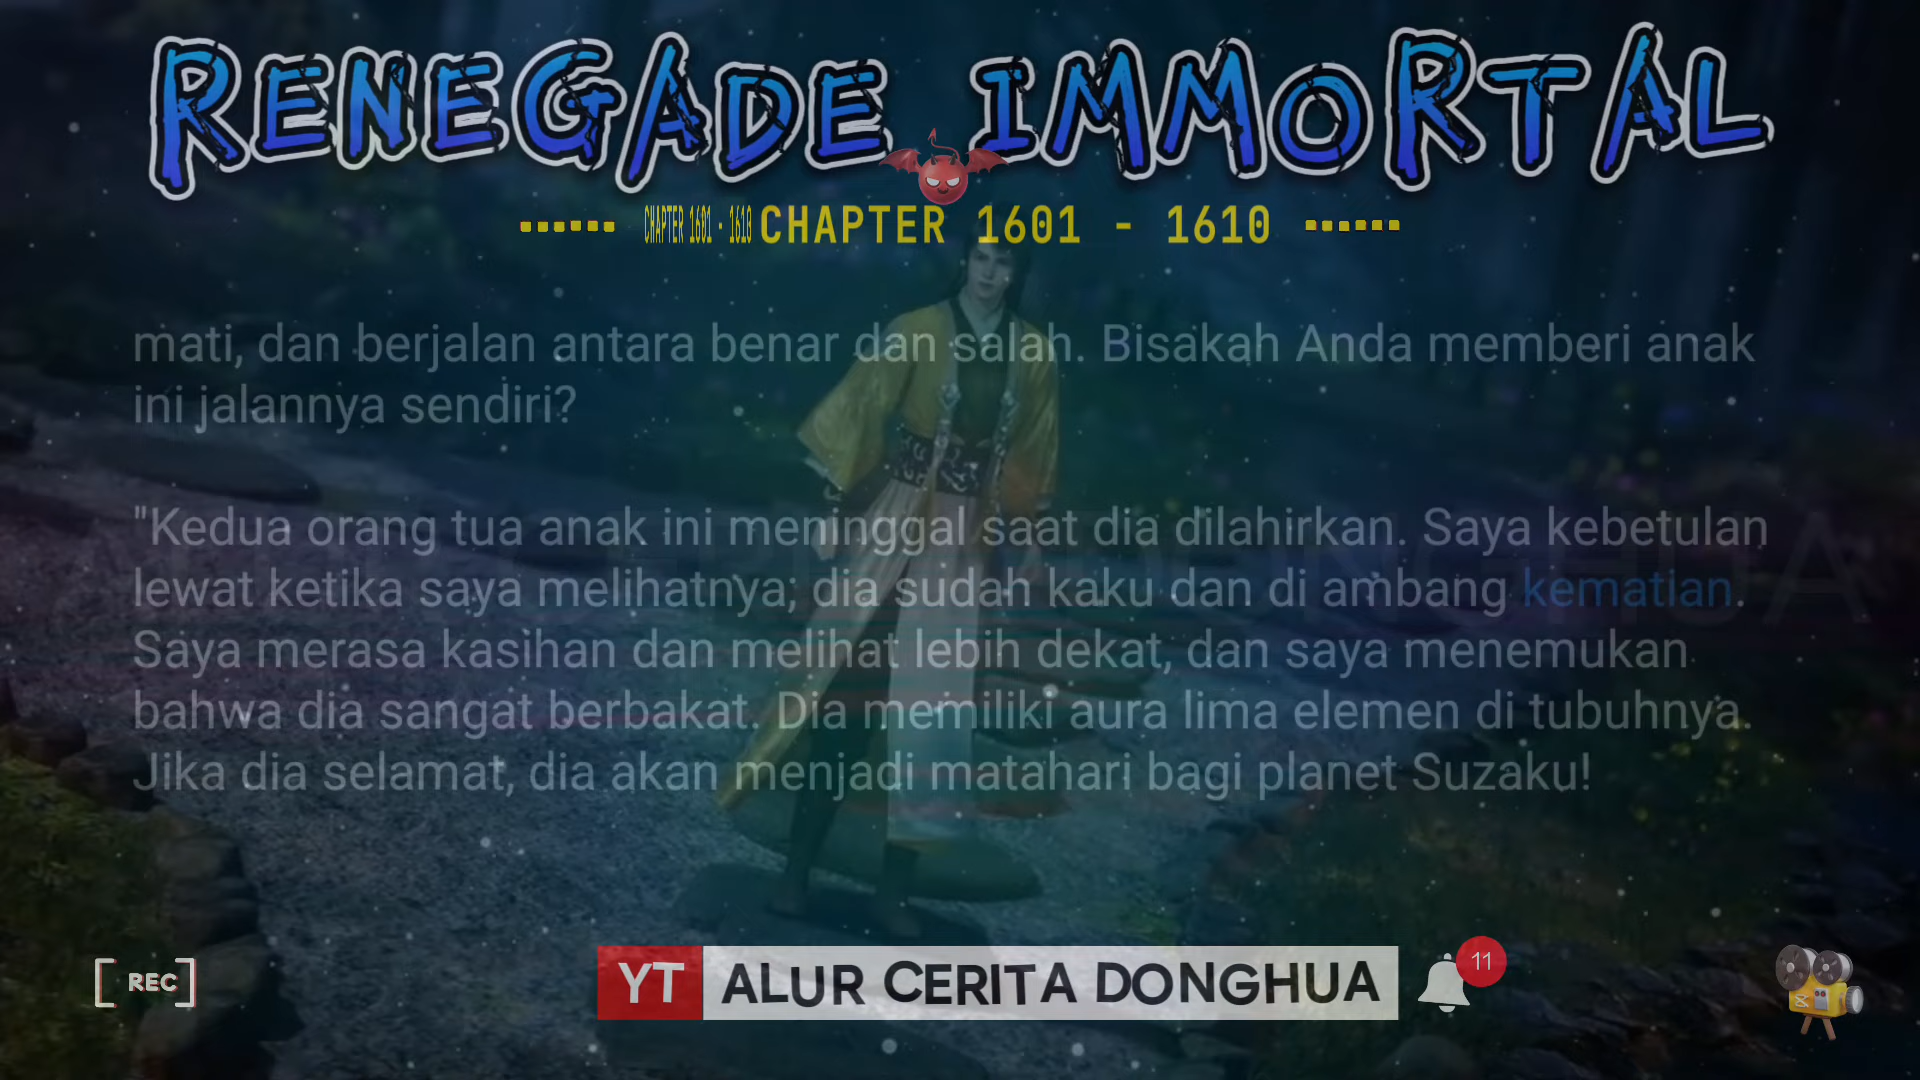 RENEGADE IMMORTAL
CHAPTER 1601 - 1610 CHAPTER 1601 - 1610
mati, dan berjalan antara benar dan salah. Bisakah Anda memberi anak
ini jalannya sendiri?
"Kedua orang tua anak ini meninggal saat dia dilahirkan. Saya kebetulan
lewat ketika saya melihatnya; dia sudah kaku dan di ambang kematian.
Saya merasa kasihan dan melihat lebih dekat, dan saya menemukan
bahwa dia sangat berbakat. Dia memiliki aura lima elemen di tubuhnya.
Jika dia selamat, dia akan menjadi matahari bagi planet Suzaku!
REC
YT ALUR CERITA DONGHUA
11